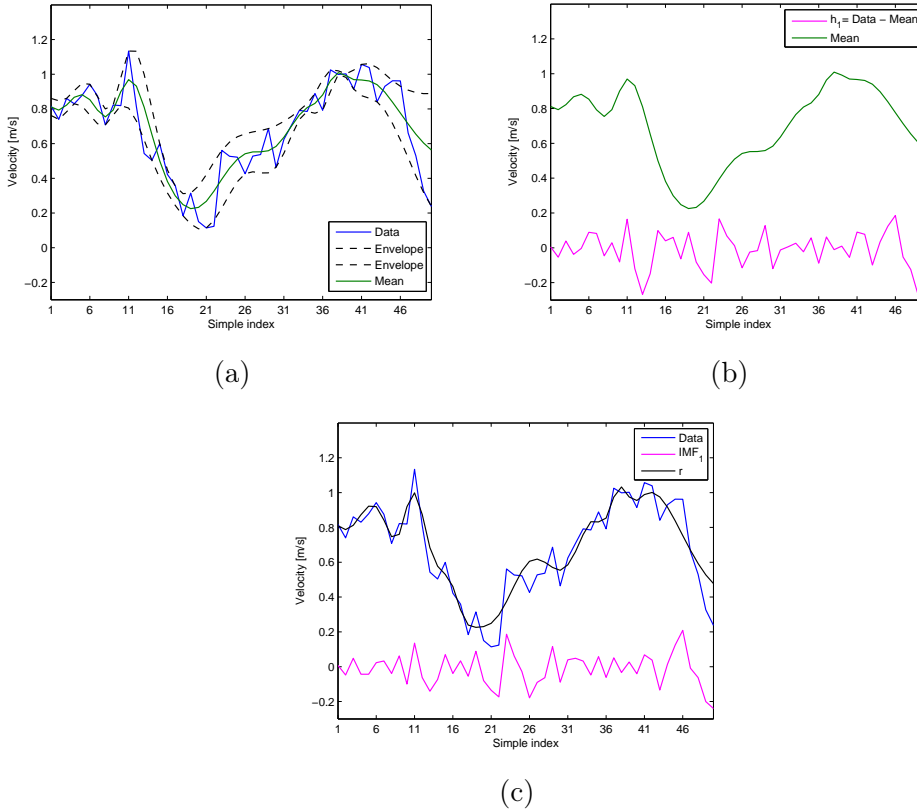 1.2
1
0.8
0.6
0.4
0.2
0
−0.2
Velocity [m/s]
1 6 11 16 21 26 31 36 41 46
Simple index
Data
Envelope
Envelope
Mean
(a)
1.2
1
0.8
0.6
0.4
0.2
0
−0.2
Velocity [m/s]
1 6 11 16 21 26 31 36 41 46
Simple index
h1= Data − Mean
Mean
(b)
1.2
1
0.8
0.6
0.4
0.2
0
−0.2
Velocity [m/s]
1 6 11 16 21 26 31 36 41 46
Simple index
Data
IMF1
r
(c)